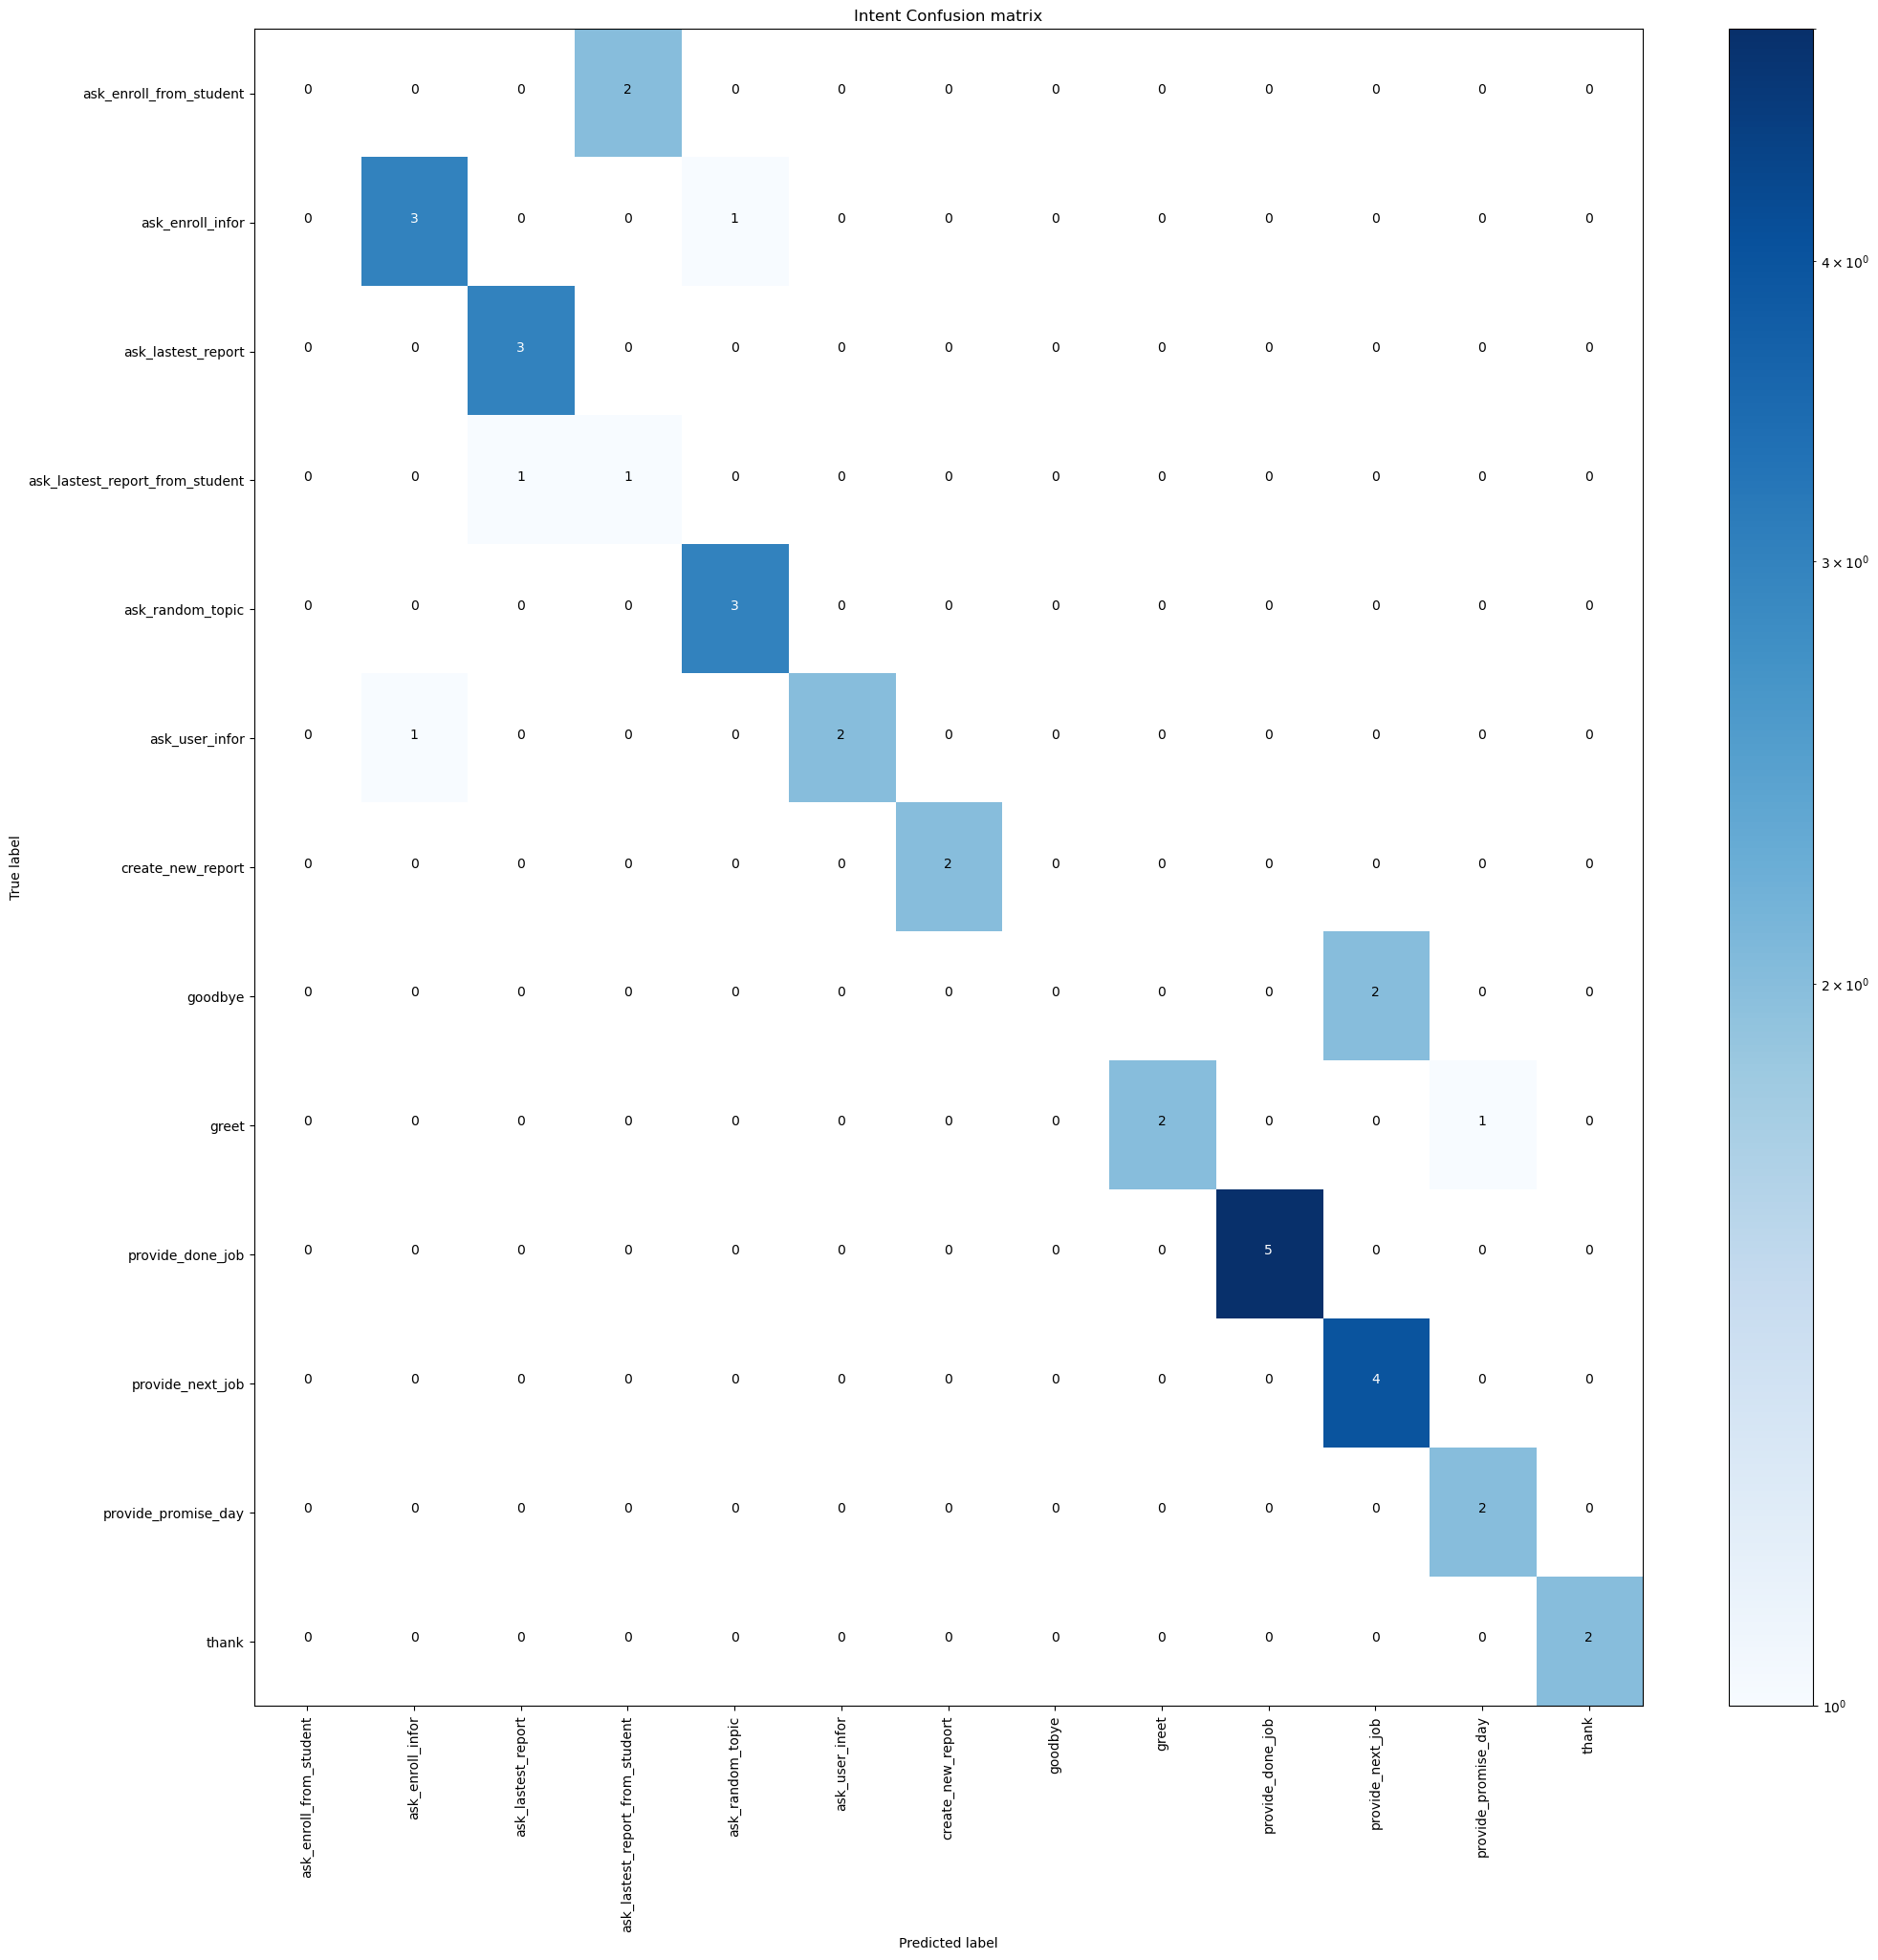 Intent Confusion matrix
ask_enroll_from_student 0 0 0 2 0 0 0 0 0 0 0 0 0
ask_enroll_infor 0 3 0 0 1 0 0 0 0 0 0 0 0
ask_lastest_report 0 0 3 0 0 0 0 0 0 0 0 0 0
ask_lastest_report_from_student 0 0 1 1 0 0 0 0 0 0 0 0 0
ask_random_topic 0 0 0 0 3 0 0 0 0 0 0 0 0
ask_user_infor 0 1 0 0 0 2 0 0 0 0 0 0 0
create_new_report 0 0 0 0 0 0 2 0 0 0 0 0 0
goodbye 0 0 0 0 0 0 0 0 0 0 2 0 0
greet 0 0 0 0 0 0 0 0 2 0 0 1 0
provide_done_job 0 0 0 0 0 0 0 0 0 5 0 0 0
provide_next_job 0 0 0 0 0 0 0 0 0 0 4 0 0
provide_promise_day 0 0 0 0 0 0 0 0 0 0 0 2 0
thank 0 0 0 0 0 0 0 0 0 0 0 0 2
True label
ask_enroll_from_student
ask_enroll_infor
ask_lastest_report
ask_lastest_report_from_student
ask_random_topic
ask_user_infor
create_new_report
goodbye
greet
provide_done_job
provide_next_job
provide_promise_day
thank
Predicted label
4 × 10⁰
3 × 10⁰
2 × 10⁰
10⁰